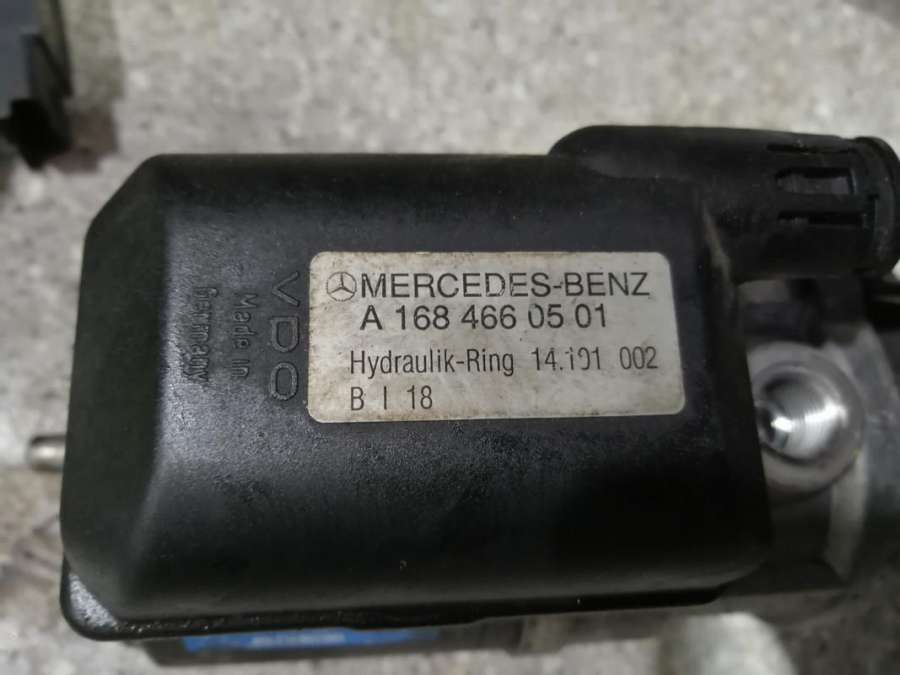 MERCEDES-BENZ
A 168 466 05 01
Hydraulik-Ring 14.101 002
B I 18
VDO
Made in
Germany